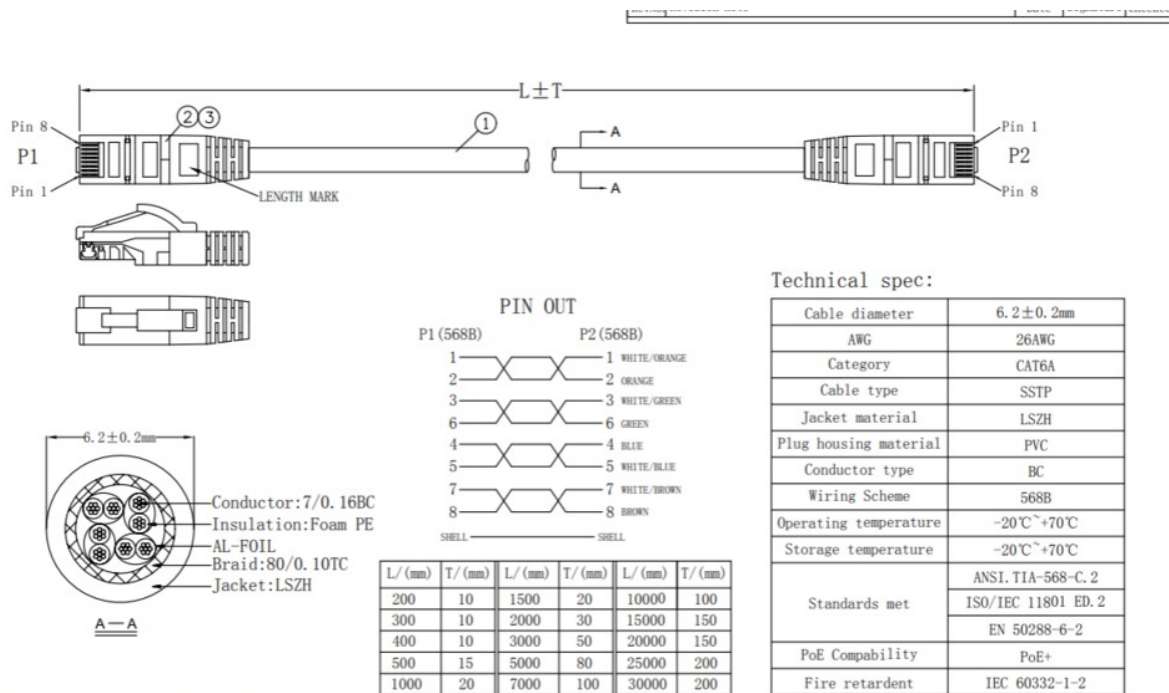 L±T
Pin 8
② ③
①
A
Pin 1
P1
P2
Pin 1
LENGTH MARK
A
Pin 8
PIN OUT
P1(568B) P2(568B)
1 1 WHITE/ORANGE
2 2 ORANGE
3 3 WHITE/GREEN
6 6 GREEN
4 4 BLUE
5 5 WHITE/BLUE
7 7 WHITE/BROWN
8 8 BROWN
SHELL SHELL
6.2±0.2mm
Conductor:7/0.16BC
Insulation:Foam PE
AL-FOIL
Braid:80/0.10TC
Jacket:LSZH
A—A
L/(mm) T/(mm) L/(mm) T/(mm) L/(mm) T/(mm)
200 10 1500 20 10000 100
300 10 2000 30 15000 150
400 10 3000 50 20000 150
500 15 5000 80 25000 200
1000 20 7000 100 30000 200
Technical spec:
Cable diameter 6.2±0.2mm
AWG 26AWG
Category CAT6A
Cable type SSTP
Jacket material LSZH
Plug housing material PVC
Conductor type BC
Wiring Scheme 568B
Operating temperature -20℃~+70℃
Storage temperature -20℃~+70℃
Standards met ANSI.TIA-568-C.2
ISO/IEC 11801 ED.2
EN 50288-6-2
PoE Compability PoE+
Fire retardent IEC 60332-1-2